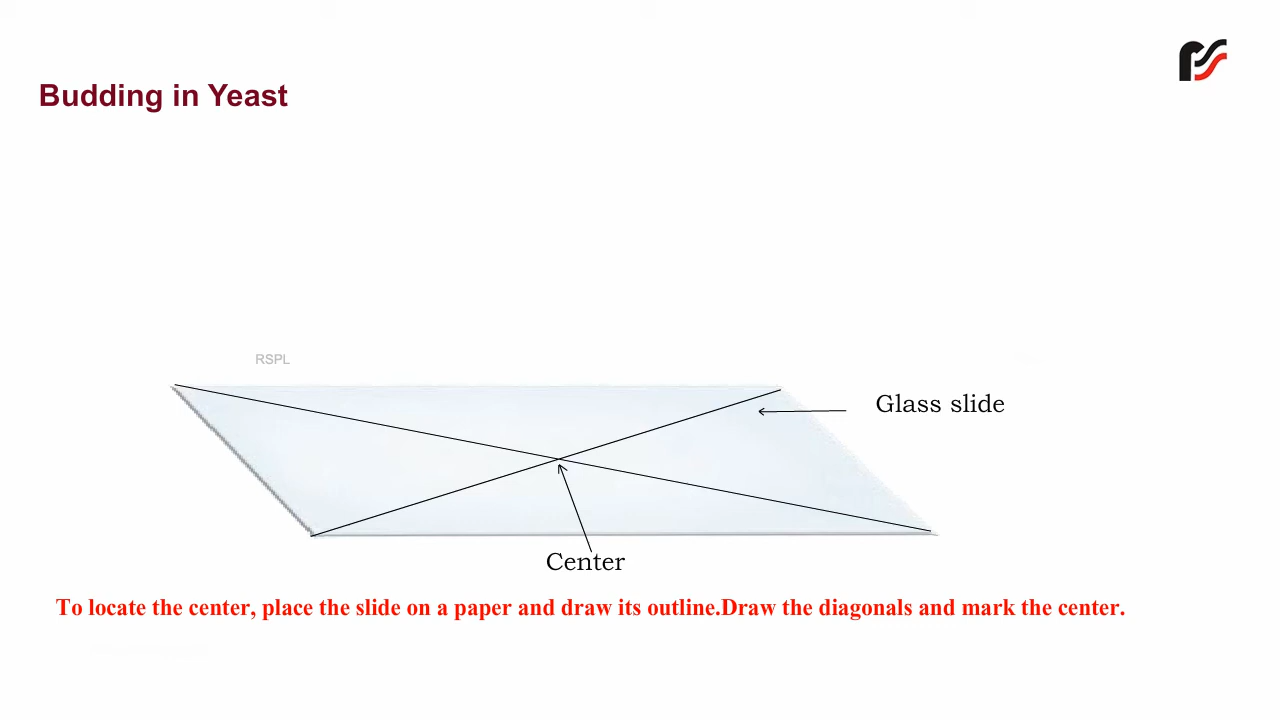 Budding in Yeast
RSPL
Glass slide
Center
To locate the center, place the slide on a paper and draw its outline.Draw the diagonals and mark the center.